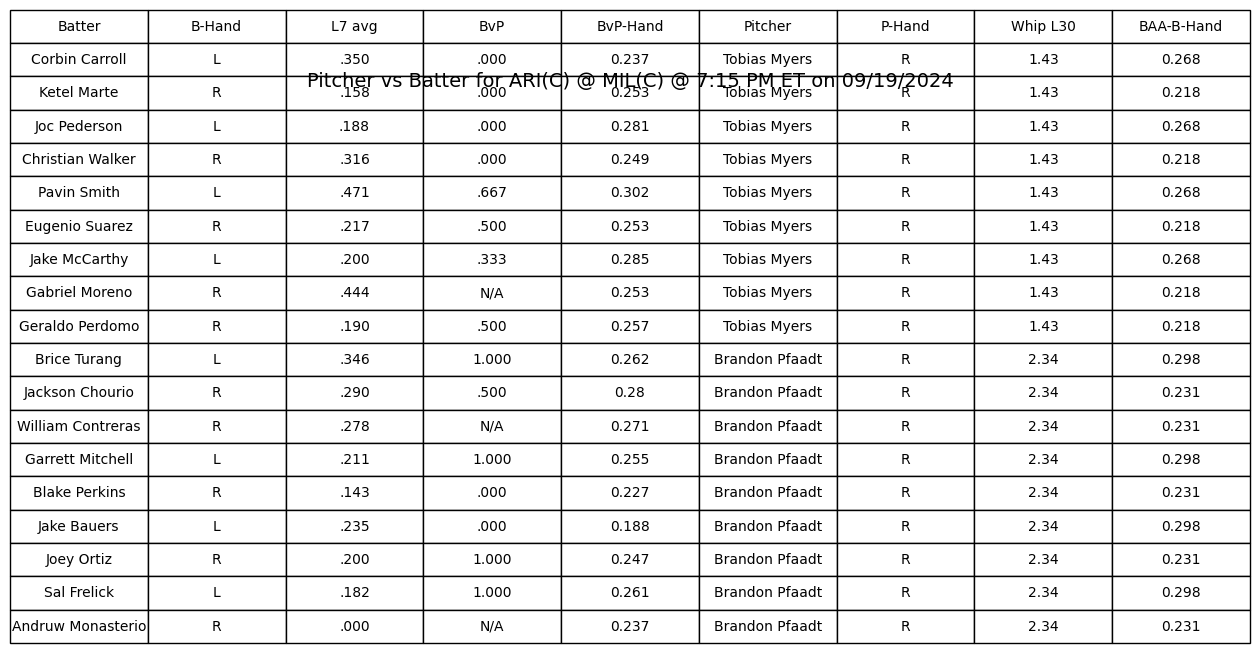 Batter B-Hand L7 avg BvP BvP-Hand Pitcher P-Hand Whip L30 BAA-B-Hand
Corbin Carroll L .350 .000 0.237 Tobias Myers R 1.43 0.268
Pitcher vs Batter for ARI(C) @ MIL(C) @ 7:15 PM ET on 09/19/2024
Ketel Marte R .158 .000 0.253 Tobias Myers R 1.43 0.218
Joc Pederson L .188 .000 0.281 Tobias Myers R 1.43 0.268
Christian Walker R .316 .000 0.249 Tobias Myers R 1.43 0.218
Pavin Smith L .471 .667 0.302 Tobias Myers R 1.43 0.268
Eugenio Suarez R .217 .500 0.253 Tobias Myers R 1.43 0.218
Jake McCarthy L .200 .333 0.285 Tobias Myers R 1.43 0.268
Gabriel Moreno R .444 N/A 0.253 Tobias Myers R 1.43 0.218
Geraldo Perdomo R .190 .500 0.257 Tobias Myers R 1.43 0.218
Brice Turang L .346 1.000 0.262 Brandon Pfaadt R 2.34 0.298
Jackson Chourio R .290 .500 0.28 Brandon Pfaadt R 2.34 0.231
William Contreras R .278 N/A 0.271 Brandon Pfaadt R 2.34 0.231
Garrett Mitchell L .211 1.000 0.255 Brandon Pfaadt R 2.34 0.298
Blake Perkins R .143 .000 0.227 Brandon Pfaadt R 2.34 0.231
Jake Bauers L .235 .000 0.188 Brandon Pfaadt R 2.34 0.298
Joey Ortiz R .200 1.000 0.247 Brandon Pfaadt R 2.34 0.231
Sal Frelick L .182 1.000 0.261 Brandon Pfaadt R 2.34 0.298
Andruw Monasterio R .000 N/A 0.237 Brandon Pfaadt R 2.34 0.231